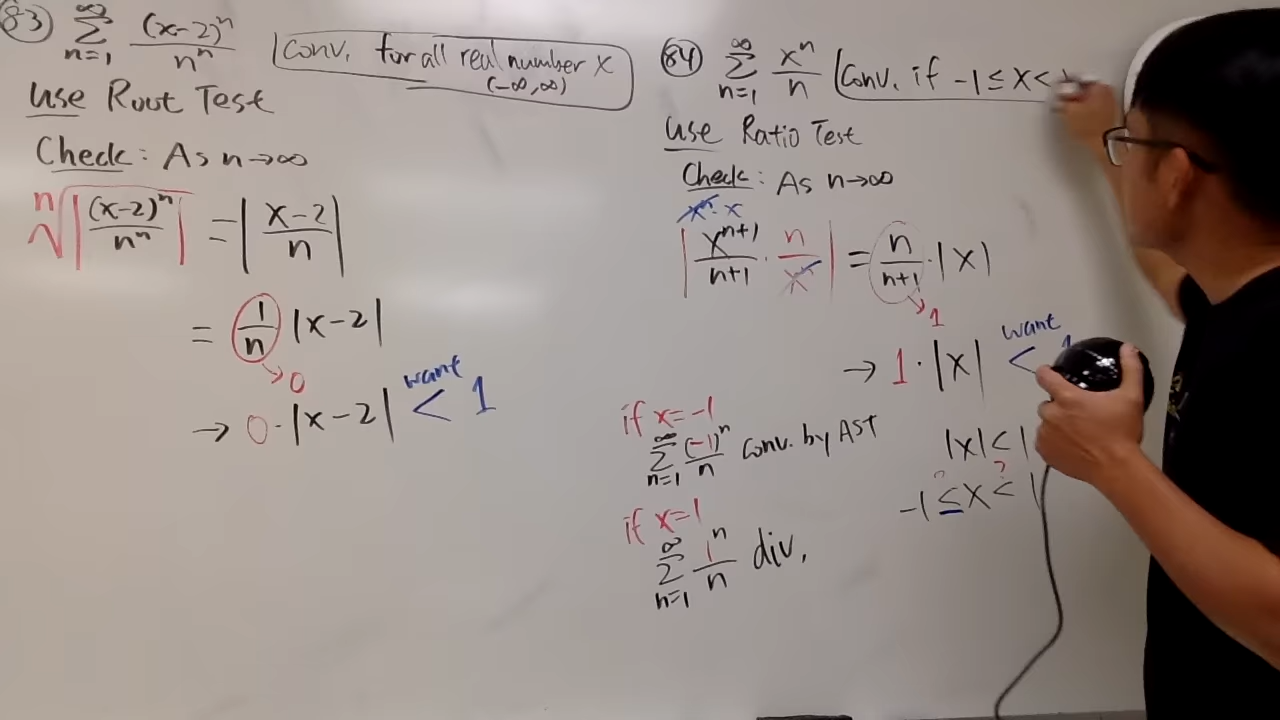 83) ∞ Σ n=1 (x-2)^n / n^n conv. for all real number x
(-∞,∞)
Use Root Test
Check: As n→∞
n√|(x-2)^n / n^n| = |x-2 / n|
= 1/n |x-2|
→0
→ 0·|x-2| < 1
want
84) ∞ Σ n=1 x^n / n Conv. if -1≤x<
Use Ratio Test
Check: As n→∞
x^n·x
|x^(n+1) / n+1 · n / x^n| = n / n+1 · |x|
→1
→ 1·|x| < 1
want
|x|<1
-1≤x<1
? ?
if x=-1
∞ Σ n=1 (-1)^n / n conv. by AST
if x=1
∞ Σ n=1 1^n / n div.